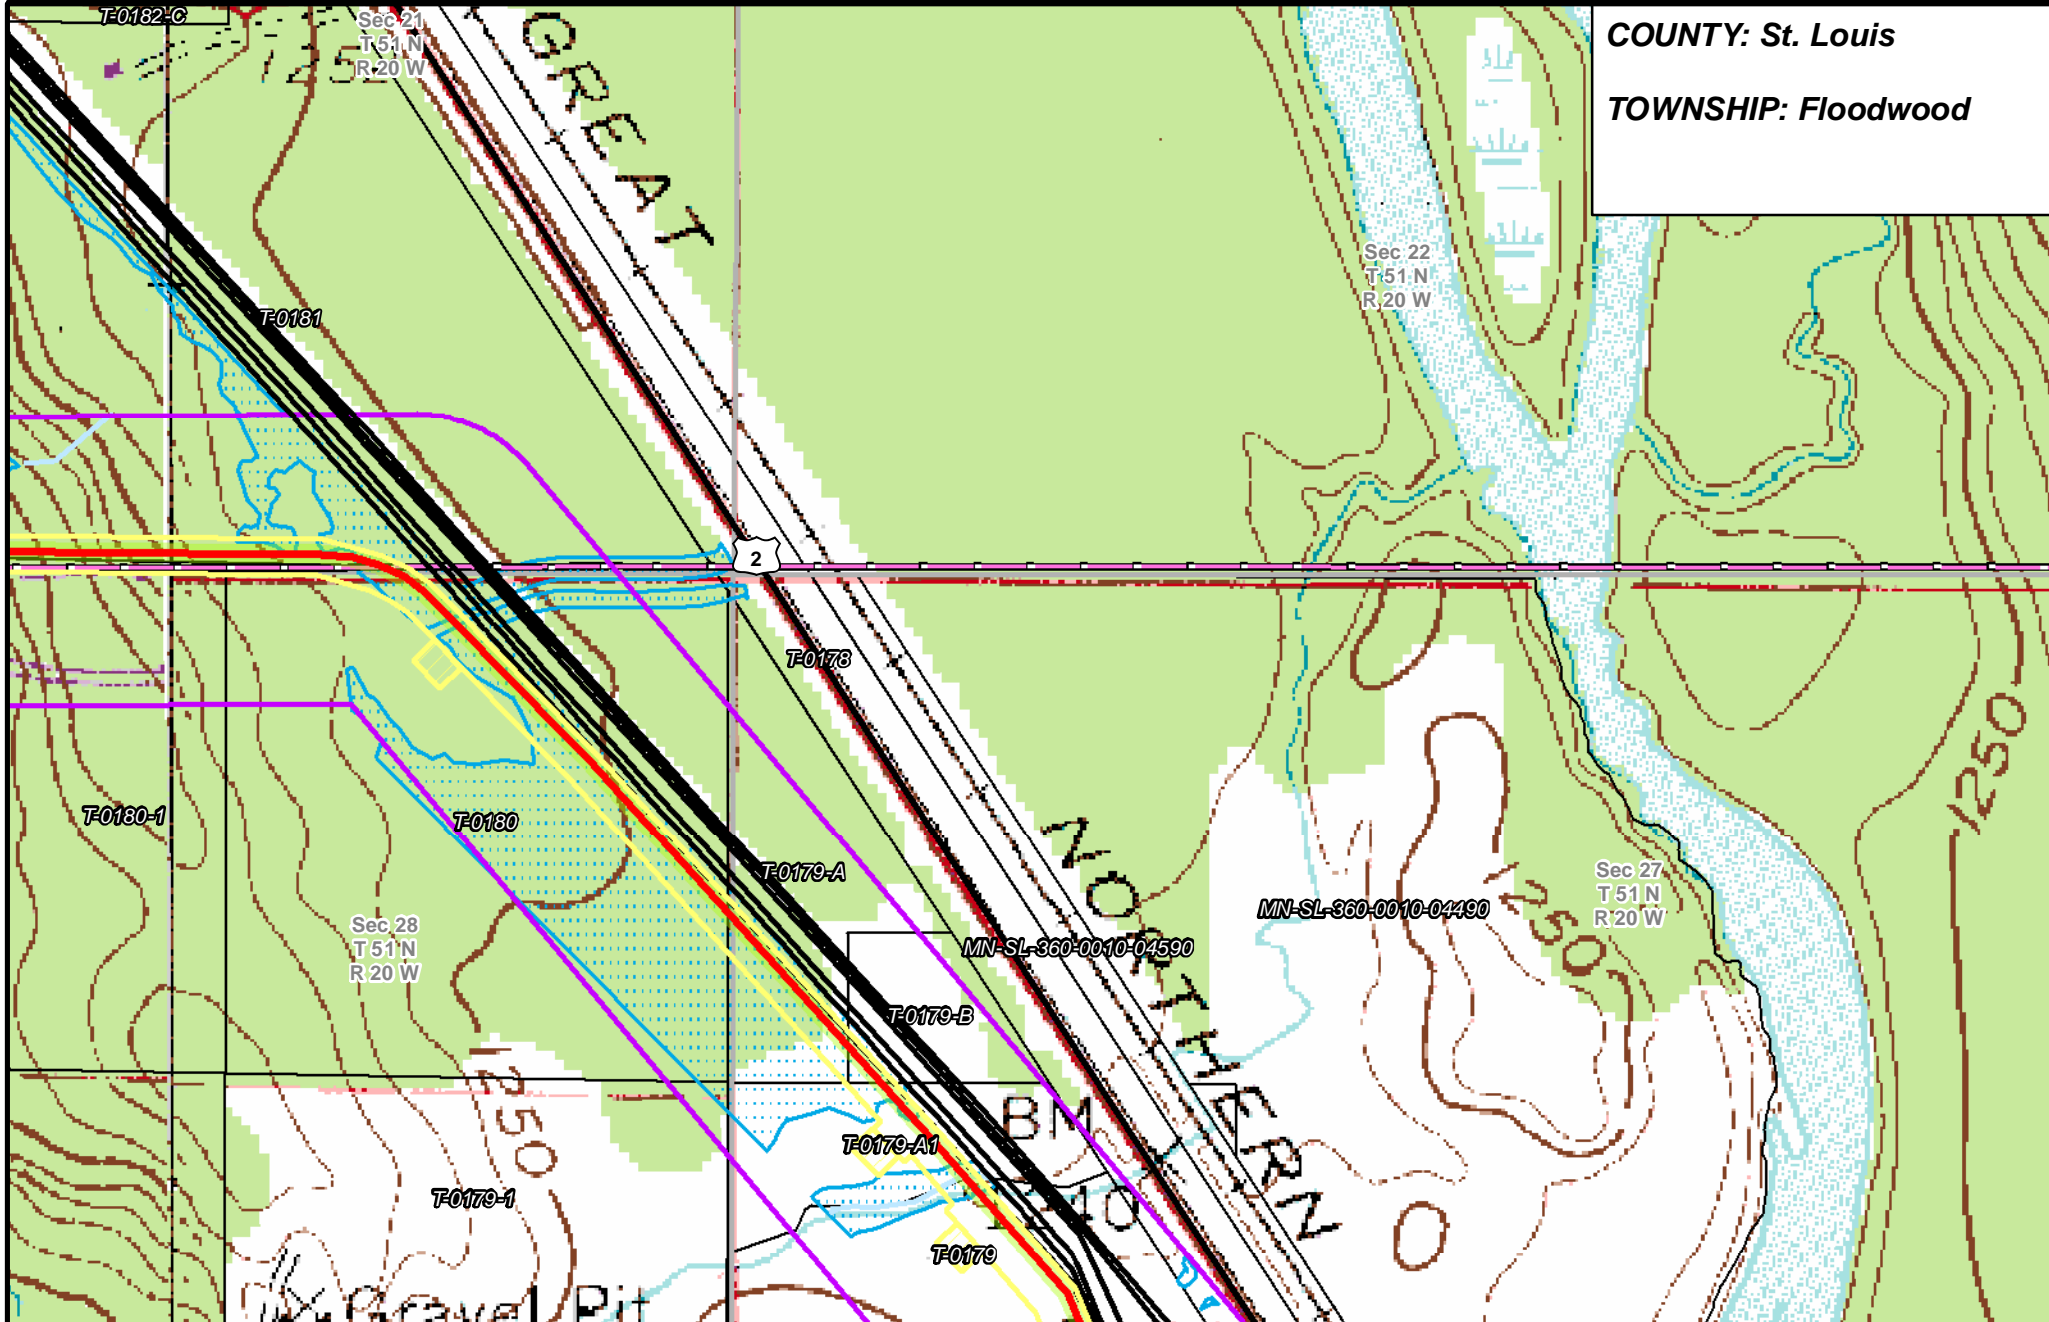 COUNTY: St. Louis
TOWNSHIP: Floodwood
T-0182-C
Sec 21
T 51 N
R 20 W
GREAT
Sec 22
T 51 N
R 20 W
T-0181
2
T-0178
1250
T-0180-1
T-0180
T-0179-A
NORTHERN
Sec 27
T 51 N
R 20 W
MN-SL-360-0010-04490
1250
Sec 28
T 51 N
R 20 W
MN-SL-360-0010-04590
T-0179-B
1250
BM
1240
T-0179-A1
T-0179-1
T-0179
Gravel Pit